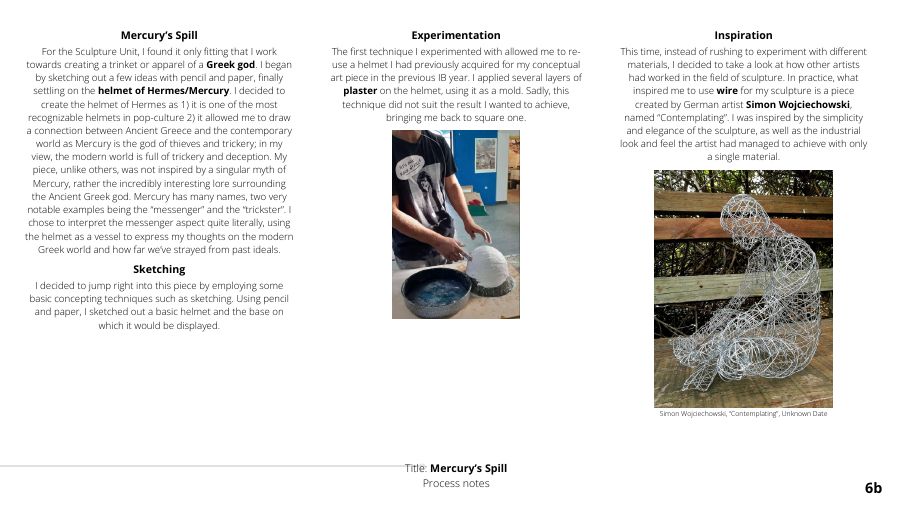 Mercury's Spill
For the Sculpture Unit, I found it only fitting that I work
towards creating a trinket or apparel of a Greek god. I began
by sketching out a few ideas with pencil and paper, finally
settling on the helmet of Hermes/Mercury. I decided to
create the helmet of Hermes as 1) it is one of the most
recognizable helmets in pop-culture 2) it allowed me to draw
a connection between Ancient Greece and the contemporary
world as Mercury is the god of thieves and trickery; in my
view, the modern world is full of trickery and deception. My
piece, unlike others, was not inspired by a singular myth of
Mercury, rather the incredibly interesting lore surrounding
the Ancient Greek god. Mercury has many names, two very
notable examples being the "messenger" and the "trickster". I
chose to interpret the messenger aspect quite literally, using
the helmet as a vessel to express my thoughts on the modern
Greek world and how far we've strayed from past ideals.
Sketching
I decided to jump right into this piece by employing some
basic concepting techniques such as sketching. Using pencil
and paper, I sketched out a basic helmet and the base on
which it would be displayed.
Experimentation
The first technique I experimented with allowed me to re-
use a helmet I had previously acquired for my conceptual
art piece in the previous IB year. I applied several layers of
plaster on the helmet, using it as a mold. Sadly, this
technique did not suit the result I wanted to achieve,
bringing me back to square one.
Inspiration
This time, instead of rushing to experiment with different
materials, I decided to take a look at how other artists
had worked in the field of sculpture. In practice, what
inspired me to use wire for my sculpture is a piece
created by German artist Simon Wojciechowski,
named "Contemplating". I was inspired by the simplicity
and elegance of the sculpture, as well as the industrial
look and feel the artist had managed to achieve with only
a single material.
Simon Wojciechowski, "Contemplating", Unknown Date
Title: Mercury's Spill
Process notes
6b